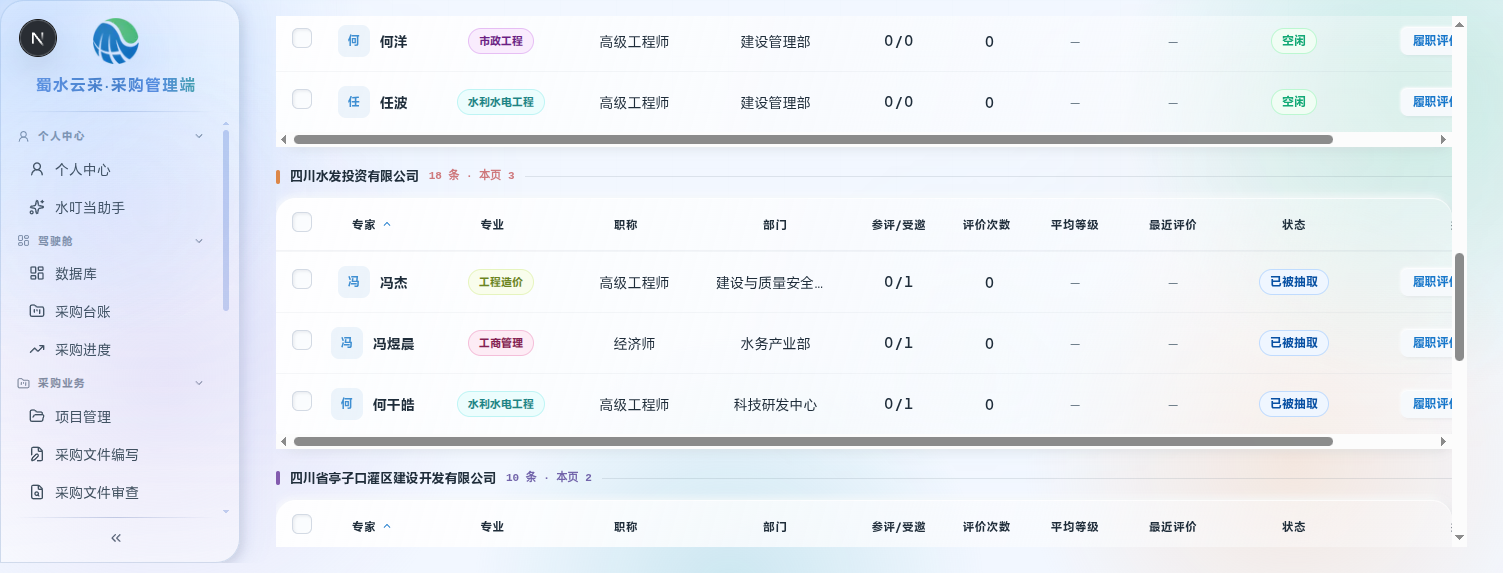 N
蜀水云采·采购管理端
个人中心
个人中心
水叮当助手
驾驶舱
数据库
采购台账
采购进度
采购业务
项目管理
采购文件编写
采购文件审查
«
何 何洋 市政工程 高级工程师 建设管理部 0/0 0 — — 空闲 履职评
任 任波 水利水电工程 高级工程师 建设管理部 0/0 0 — — 空闲 履职评
四川水发投资有限公司 18 条 · 本页 3
专家 专业 职称 部门 参评/受邀 评价次数 平均等级 最近评价 状态
冯 冯杰 工程造价 高级工程师 建设与质量安全… 0/1 0 — — 已被抽取 履职评
冯 冯煜晨 工商管理 经济师 水务产业部 0/1 0 — — 已被抽取 履职评
何 何干皓 水利水电工程 高级工程师 科技研发中心 0/1 0 — — 已被抽取 履职评
四川省亭子口灌区建设开发有限公司 10 条 · 本页 2
专家 专业 职称 部门 参评/受邀 评价次数 平均等级 最近评价 状态